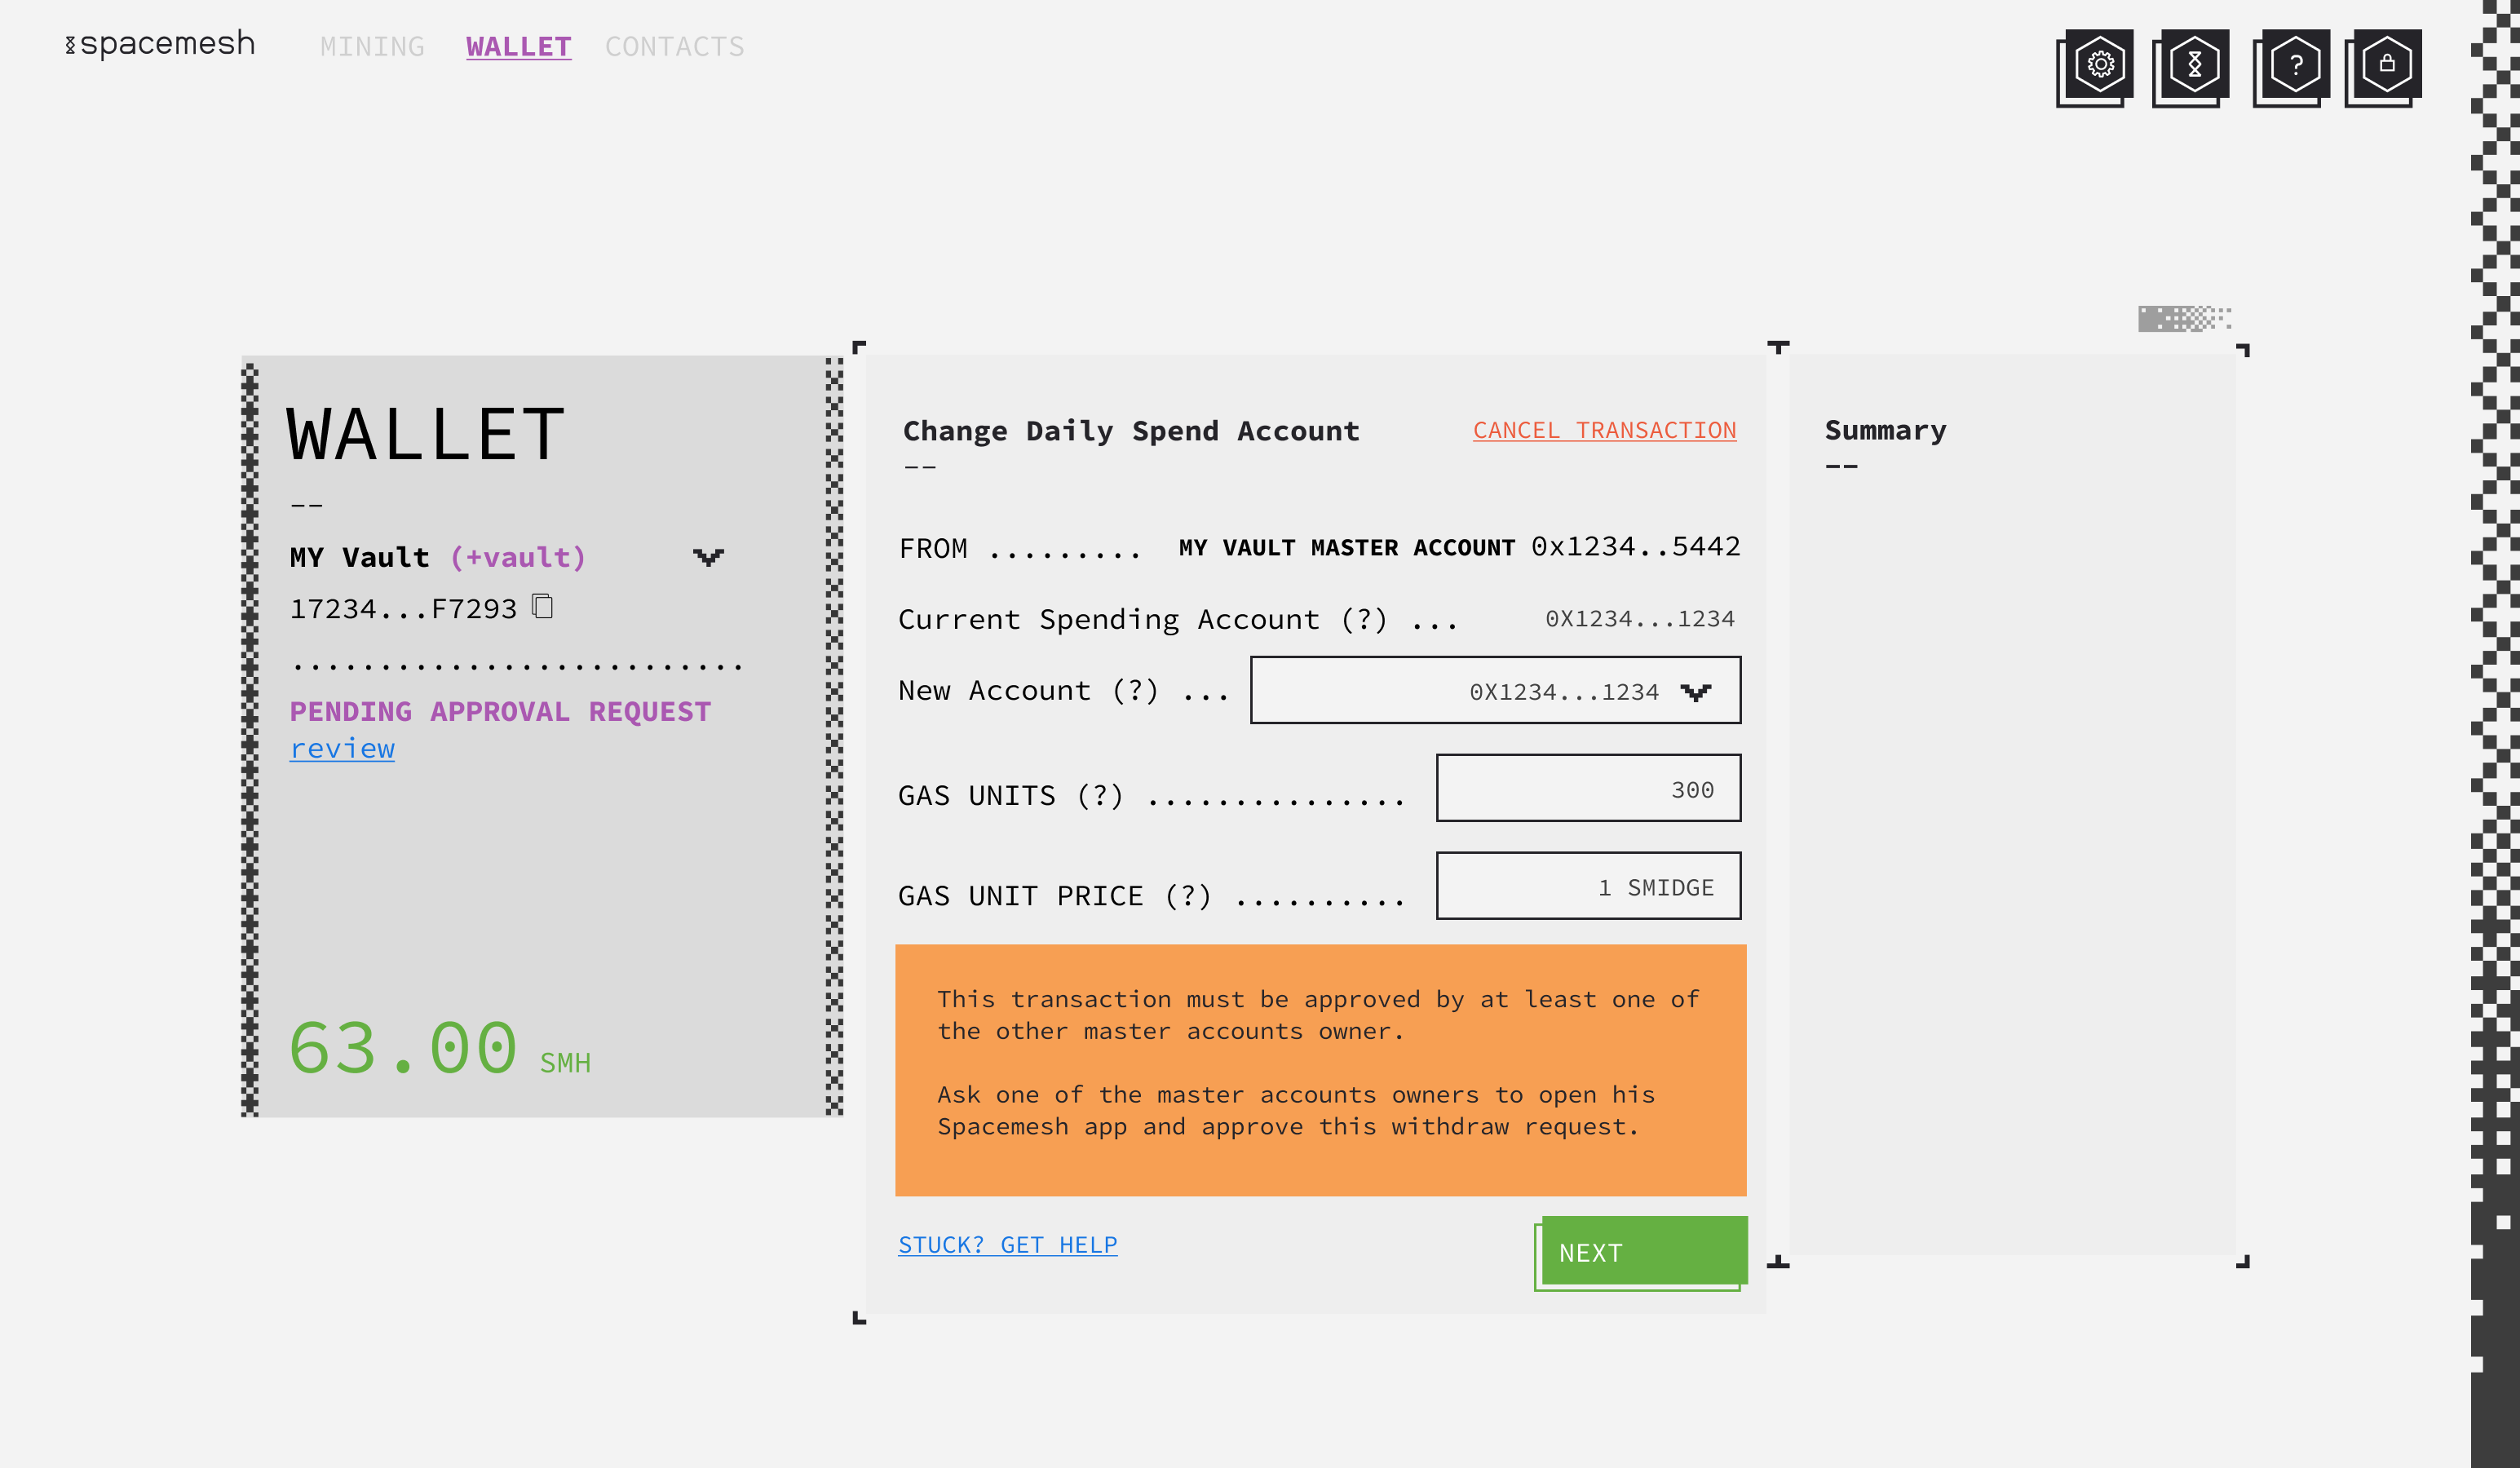 spacemesh
MINING WALLET CONTACTS
?
WALLET
--
MY Vault (+vault)
17234...F7293
..........................
PENDING APPROVAL REQUEST
review
63.00 SMH
Change Daily Spend Account
CANCEL TRANSACTION
--
FROM ......... MY VAULT MASTER ACCOUNT 0x1234..5442
Current Spending Account (?) ... 0X1234...1234
New Account (?) ... 0X1234...1234
GAS UNITS (?) ............... 300
GAS UNIT PRICE (?) .......... 1 SMIDGE
This transaction must be approved by at least one of
the other master accounts owner.
Ask one of the master accounts owners to open his
Spacemesh app and approve this withdraw request.
STUCK? GET HELP
NEXT
Summary
--